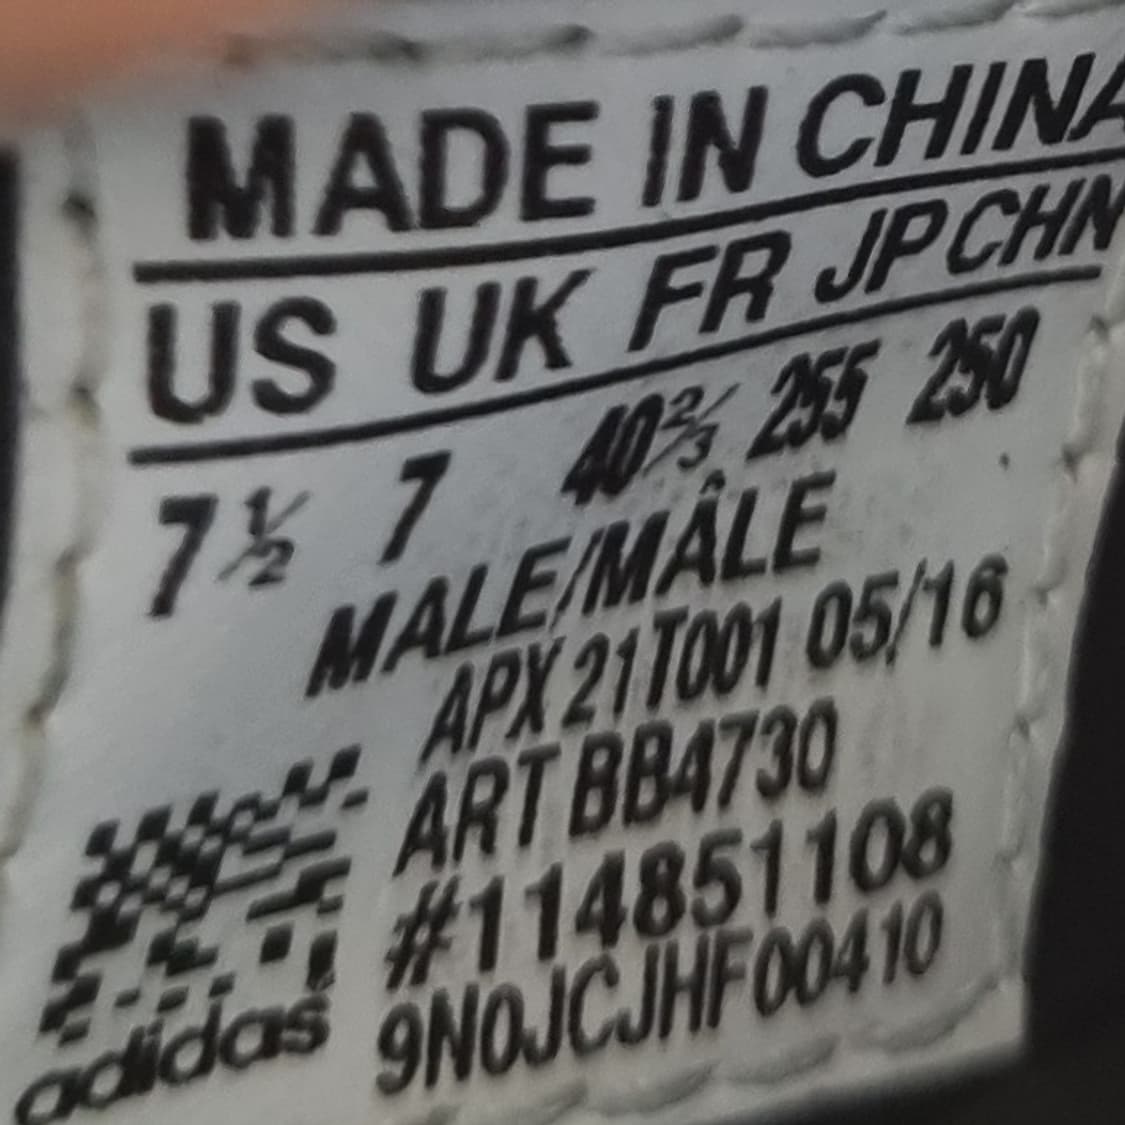 MADE IN CHINA
US UK FR JP CHN
7½ 7 40⅔ 255 250
MALE/MÂLE
APX 21T001 05/16
ART BB4730
#114851108
9N0JCJHF00410
adidas